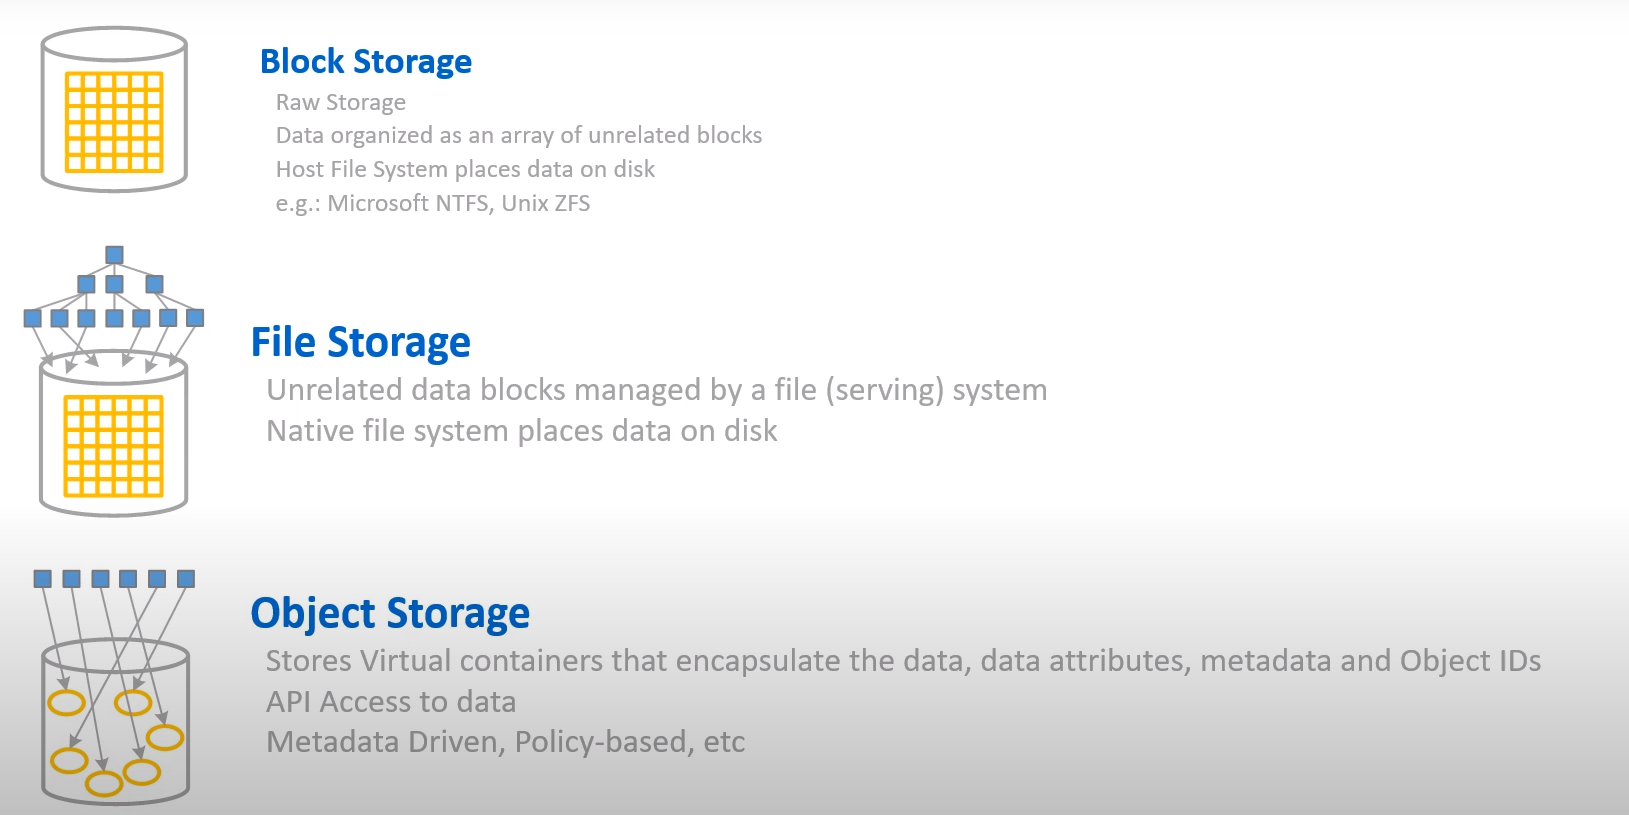 Block Storage
Raw Storage
Data organized as an array of unrelated blocks
Host File System places data on disk
e.g.: Microsoft NTFS, Unix ZFS
File Storage
Unrelated data blocks managed by a file (serving) system
Native file system places data on disk
Object Storage
Stores Virtual containers that encapsulate the data, data attributes, metadata and Object IDs
API Access to data
Metadata Driven, Policy-based, etc